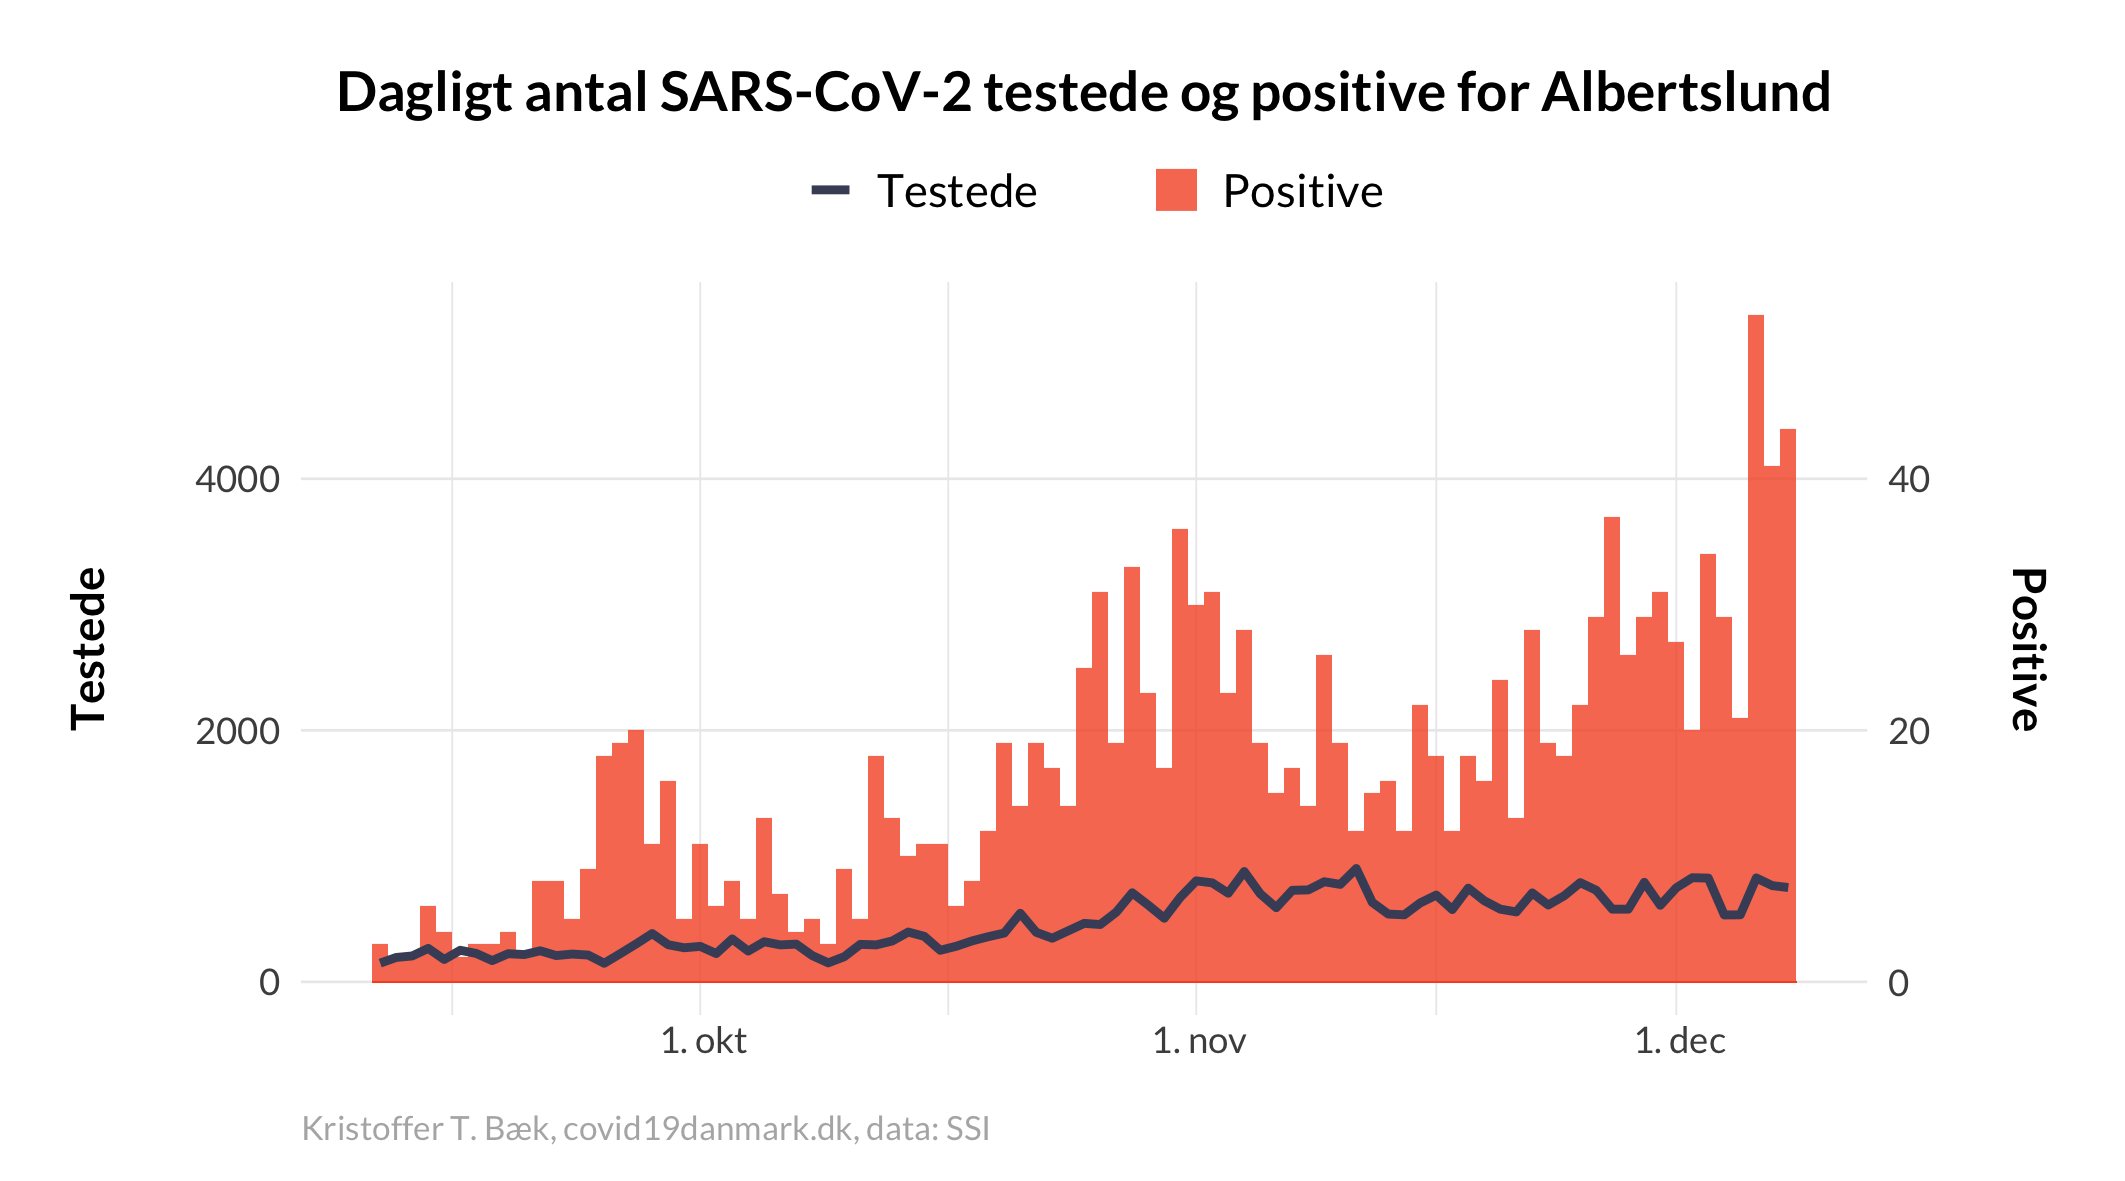 Dagligt antal SARS-CoV-2 testede og positive for Albertslund
Testede
Positive
4000
2000
0
Testede
40
20
0
Positive
1. okt
1. nov
1. dec
Kristoffer T. Bæk, covid19danmark.dk, data: SSI